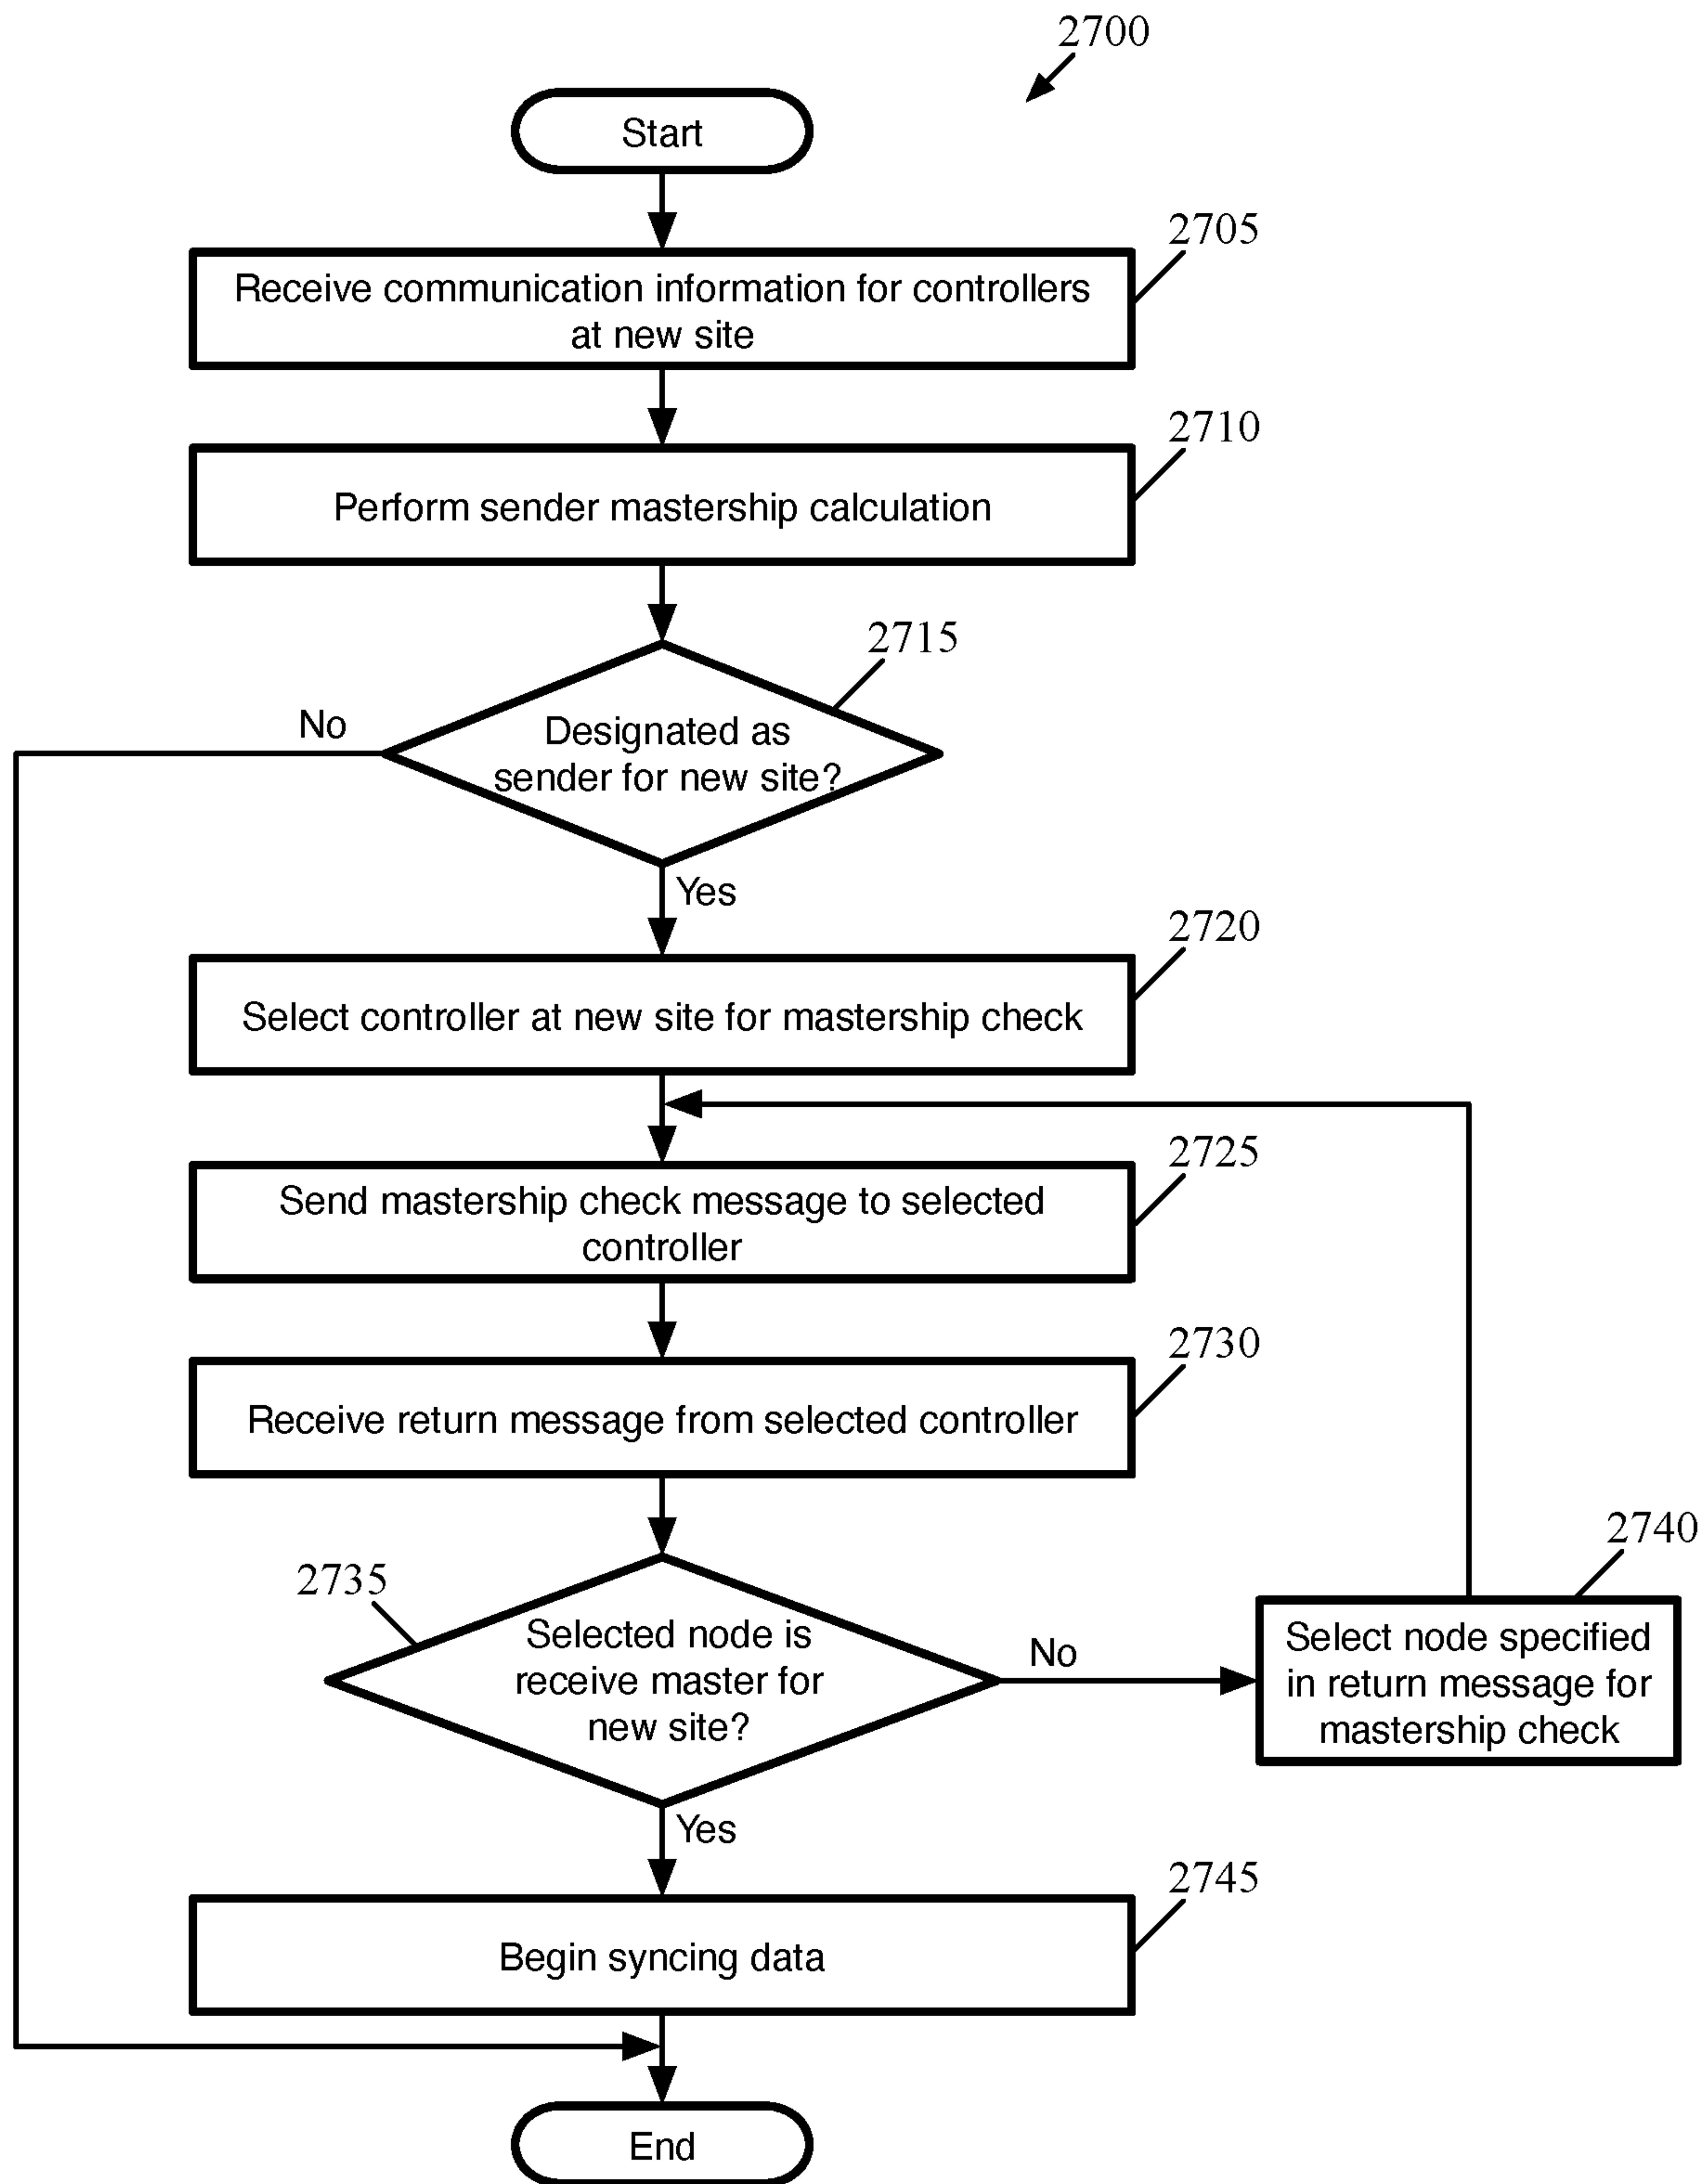 2700
Start
2705
Receive communication information for controllers
at new site
2710
Perform sender mastership calculation
2715
No
Designated as
sender for new site?
Yes
2720
Select controller at new site for mastership check
2725
Send mastership check message to selected
controller
2730
Receive return message from selected controller
2735
Selected node is
receive master for
new site?
No
2740
Select node specified
in return message for
mastership check
Yes
2745
Begin syncing data
End